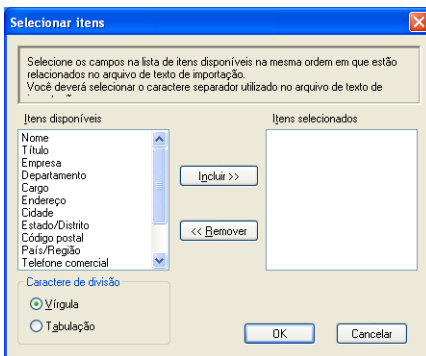 Selecionar itens
Selecione os campos na lista de itens disponíveis na mesma ordem em que estão
relacionados no arquivo de texto de importação.
Você deverá selecionar o caractere separador utilizado no arquivo de texto de
Itens disponíveis
Itens selecionados
Nome
Título
Empresa
Departamento
Cargo
Endereço
Cidade
Estado/Distrito
Código postal
País/Região
Telefone comercial
Incluir >>
<< Remover
Caractere de divisão
Vírgula
Tabulação
OK
Cancelar